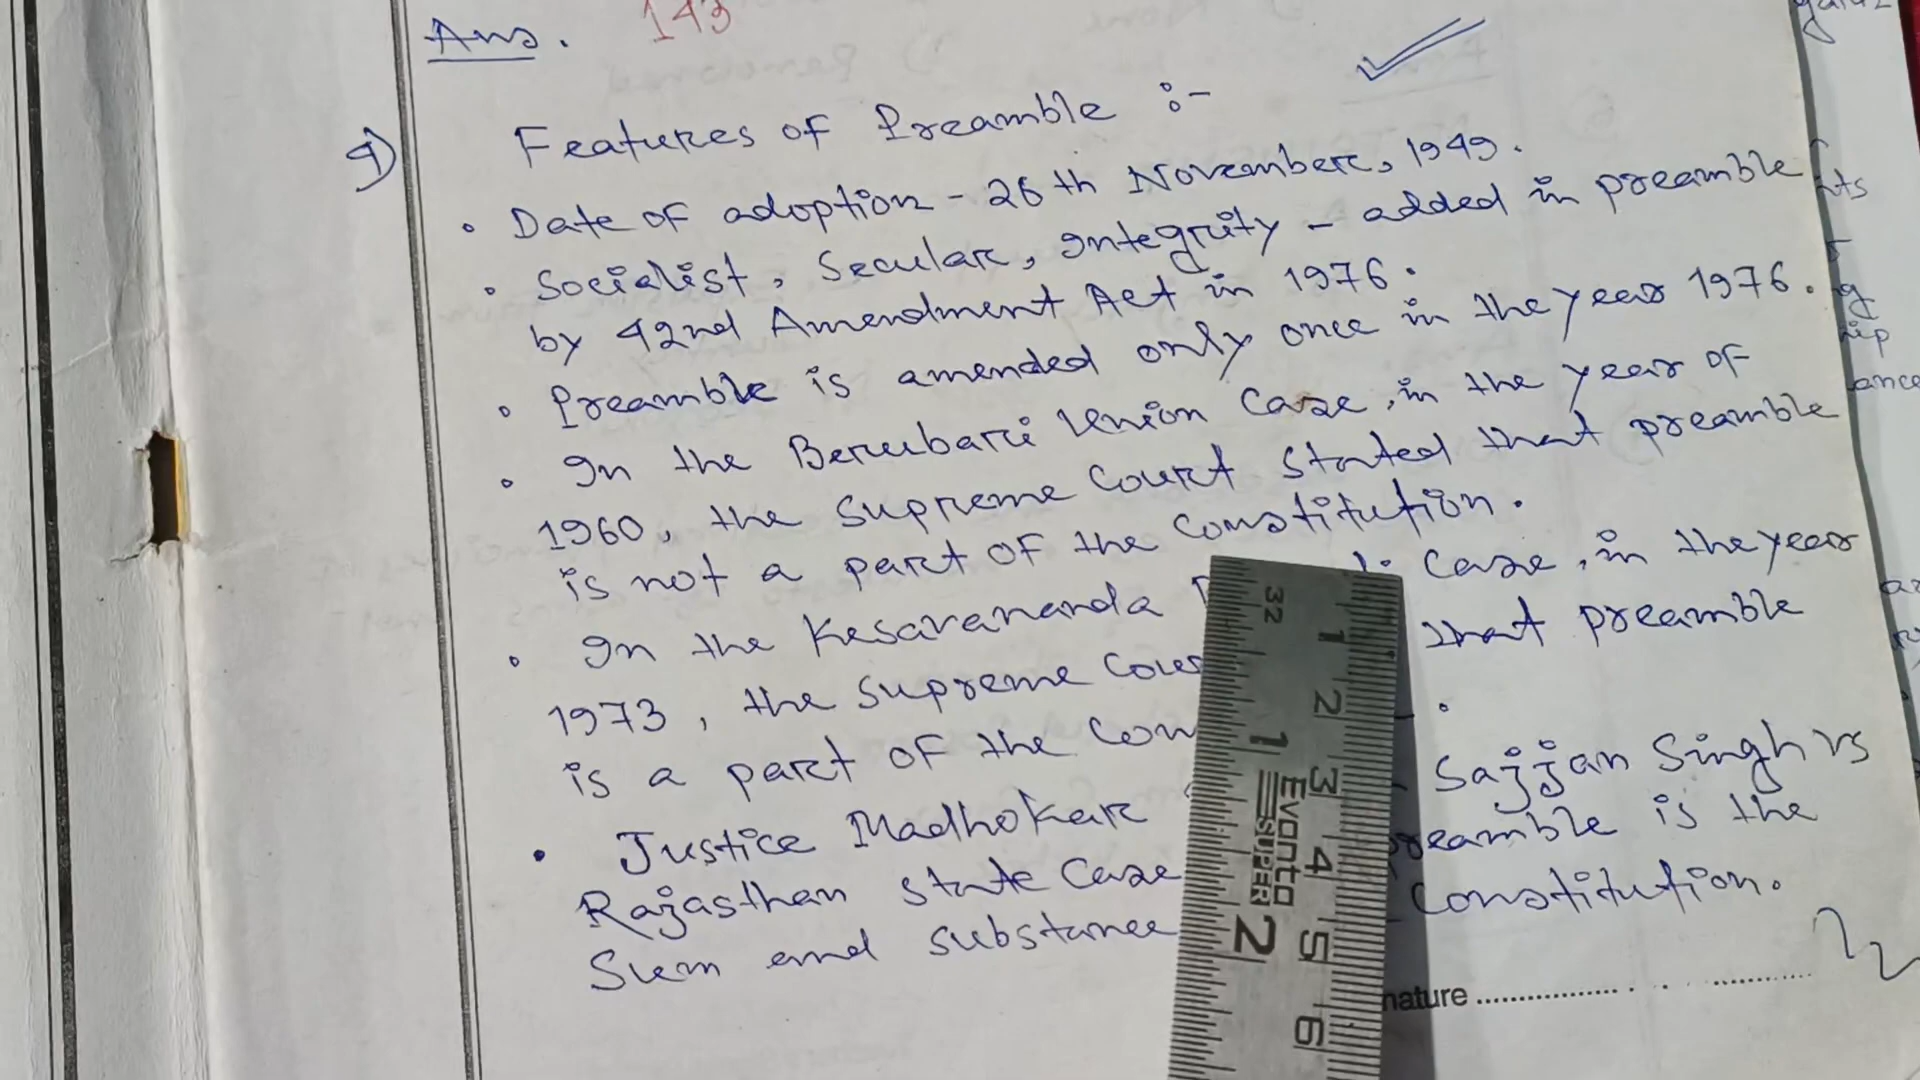 Ans. 143
9) Features of Preamble :-
• Date of adoption - 26th November, 1949.
• Socialist, Secular, Integrity - added in preamble
by 42nd Amendment Act in 1976.
• Preamble is amended only once in the year 1976.
• In the Berubari Union Case, in the year of
1960, the Supreme Court stated that preamble
is not a part of the Constitution.
• In the Kesavananda Case, in the year
1973, the Supreme that preamble
is a part of the
• Justice Madhokar Sajjan Singh vs
Rajasthan state Case preamble is the
Sum and substance Constitution.
32 1 2 3 4 5 6
1 2
Evanto
SUPER
nature